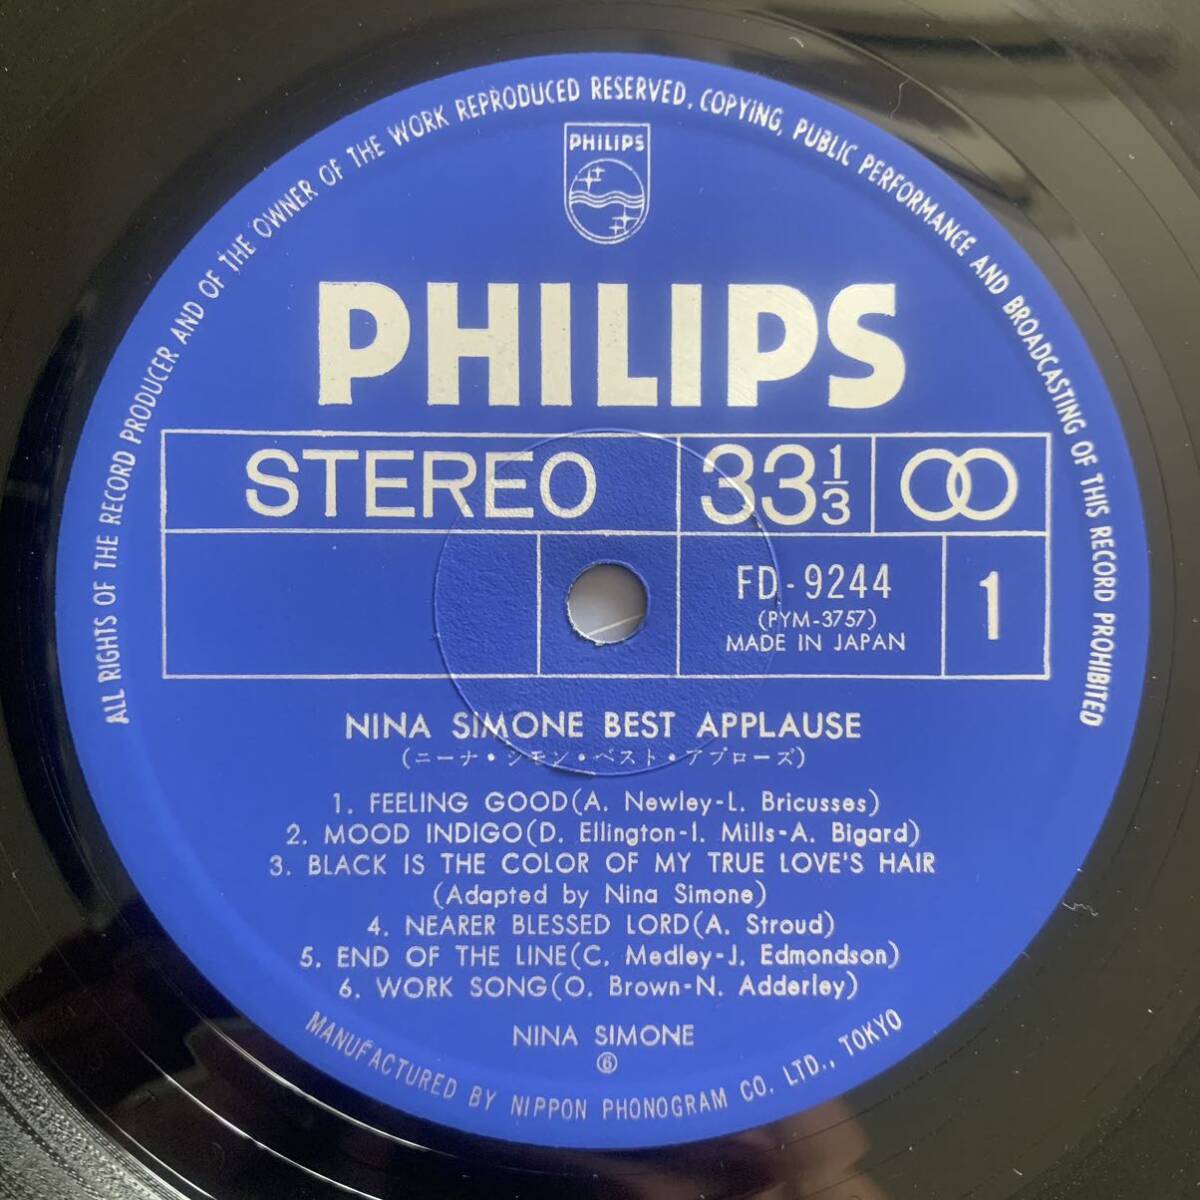 ALL RIGHTS OF THE RECORD PRODUCER AND OF THE OWNER OF THE WORK REPRODUCED RESERVED. COPYING, PUBLIC PERFORMANCE AND BROADCASTING OF THIS RECORD PROHIBITED
PHILIPS
PHILIPS
STEREO 33 1/3
FD-9244
(PYM-3757)
MADE IN JAPAN
1
NINA SIMONE BEST APPLAUSE
(ニーナ・シモン・ベスト・アプローズ)
1. FEELING GOOD(A. Newley-L. Bricusses)
2. MOOD INDIGO(D. Ellington-I. Mills-A. Bigard)
3. BLACK IS THE COLOR OF MY TRUE LOVE'S HAIR
(Adapted by Nina Simone)
4. NEARER BLESSED LORD(A. Stroud)
5. END OF THE LINE(C. Medley-J. Edmondson)
6. WORK SONG(O. Brown-N. Adderley)
NINA SIMONE
MANUFACTURED BY NIPPON PHONOGRAM CO. LTD., TOKYO